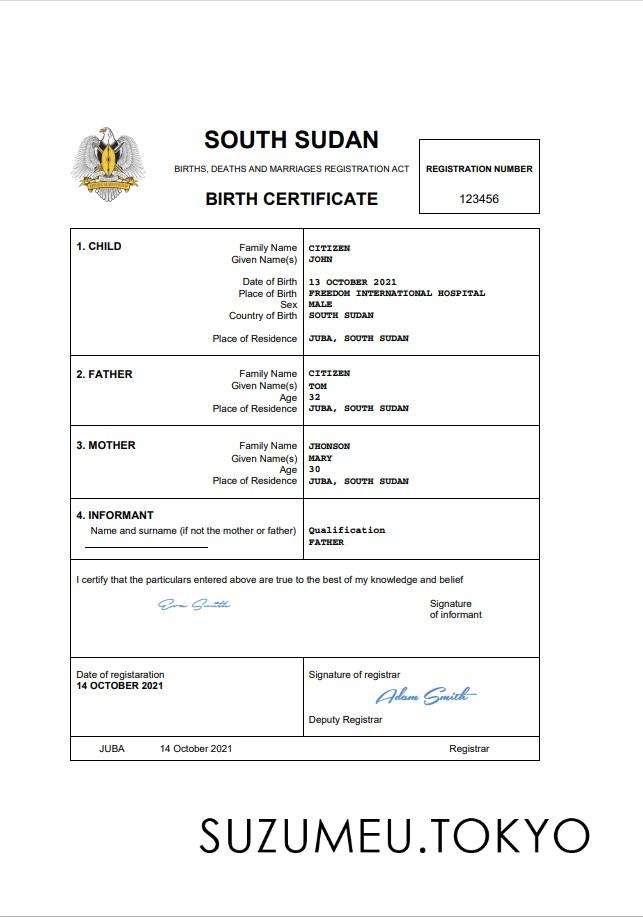 SOUTH SUDAN
BIRTHS, DEATHS AND MARRIAGES REGISTRATION ACT
BIRTH CERTIFICATE
REGISTRATION NUMBER
123456
1. CHILD
Family Name CITIZEN
Given Name(s) JOHN
Date of Birth 13 OCTOBER 2021
Place of Birth FREEDOM INTERNATIONAL HOSPITAL
Sex MALE
Country of Birth SOUTH SUDAN
Place of Residence JUBA, SOUTH SUDAN
2. FATHER
Family Name CITIZEN
Given Name(s) TOM
Age 32
Place of Residence JUBA, SOUTH SUDAN
3. MOTHER
Family Name JHONSON
Given Name(s) MARY
Age 30
Place of Residence JUBA, SOUTH SUDAN
4. INFORMANT
Name and surname (if not the mother or father) Qualification
FATHER
I certify that the particulars entered above are true to the best of my knowledge and belief
Eva Smith
Signature
of informant
Date of registaration
14 OCTOBER 2021
Signature of registrar
Adam Smith
Deputy Registrar
JUBA 14 October 2021 Registrar
SUZUMEU.TOKYO